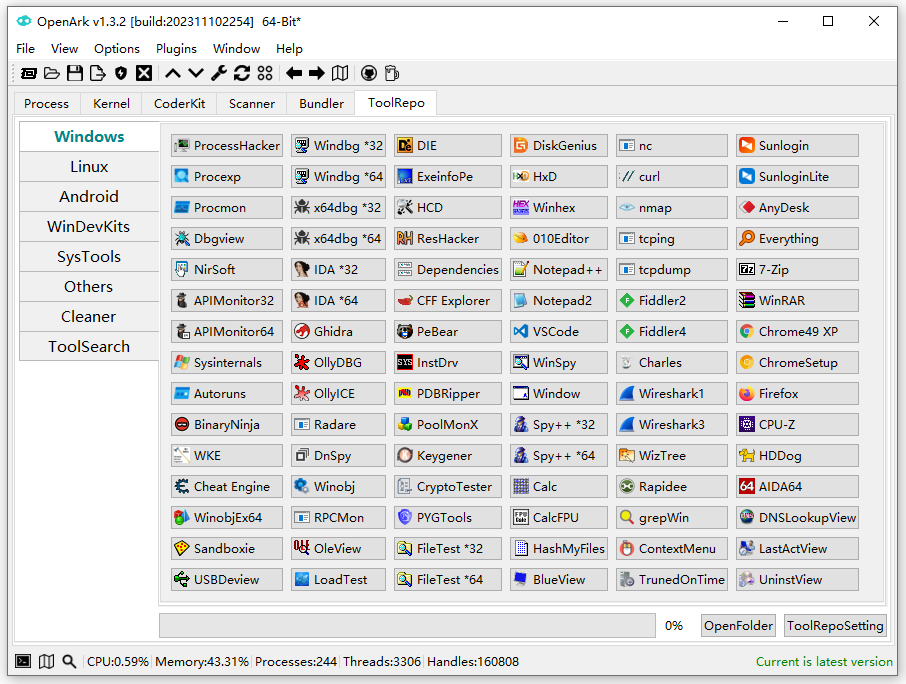 OpenArk v1.3.2 [build:202311102254] 64-Bit*
File View Options Plugins Window Help
Process Kernel CoderKit Scanner Bundler ToolRepo
Windows
Linux
Android
WinDevKits
SysTools
Others
Cleaner
ToolSearch
ProcessHacker Windbg *32 DIE DiskGenius nc Sunlogin
Procexp Windbg *64 ExeinfoPe HxD curl SunloginLite
Procmon x64dbg *32 HCD Winhex nmap AnyDesk
Dbgview x64dbg *64 ResHacker 010Editor tcping Everything
NirSoft IDA *32 Dependencies Notepad++ tcpdump 7-Zip
APIMonitor32 IDA *64 CFF Explorer Notepad2 Fiddler2 WinRAR
APIMonitor64 Ghidra PeBear VSCode Fiddler4 Chrome49 XP
Sysinternals OllyDBG InstDrv WinSpy Charles ChromeSetup
Autoruns OllyICE PDBRipper Window Wireshark1 Firefox
BinaryNinja Radare PoolMonX Spy++ *32 Wireshark3 CPU-Z
WKE DnSpy Keygener Spy++ *64 WizTree HDDog
Cheat Engine Winobj CryptoTester Calc Rapidee AIDA64
WinobjEx64 RPCMon PYGTools CalcFPU grepWin DNSLookupView
Sandboxie OleView FileTest *32 HashMyFiles ContextMenu LastActView
USBDeview LoadTest FileTest *64 BlueView TrunedOnTime UninstView
0% OpenFolder ToolRepoSetting
CPU:0.59% Memory:43.31% Processes:244 Threads:3306 Handles:160808 Current is latest version